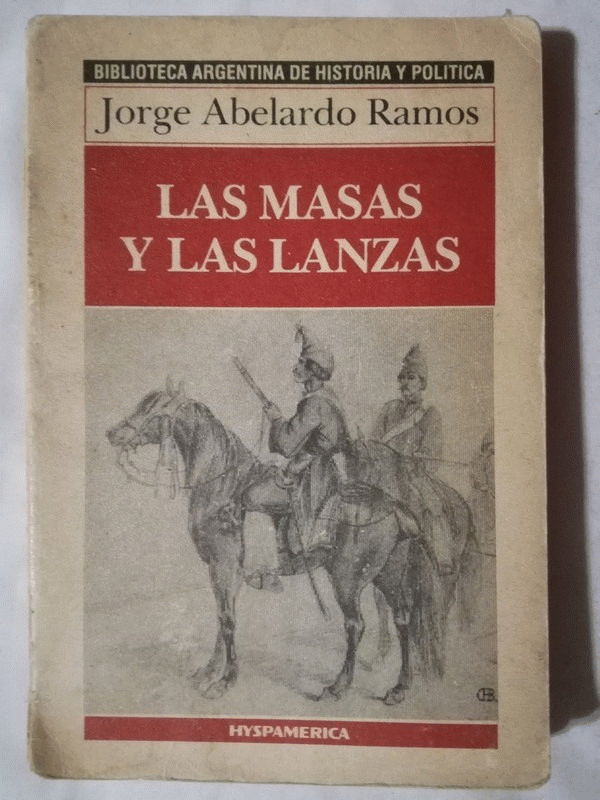 BIBLIOTECA ARGENTINA DE HISTORIA Y POLITICA
Jorge Abelardo Ramos
LAS MASAS
Y LAS LANZAS
HYSPAMERICA